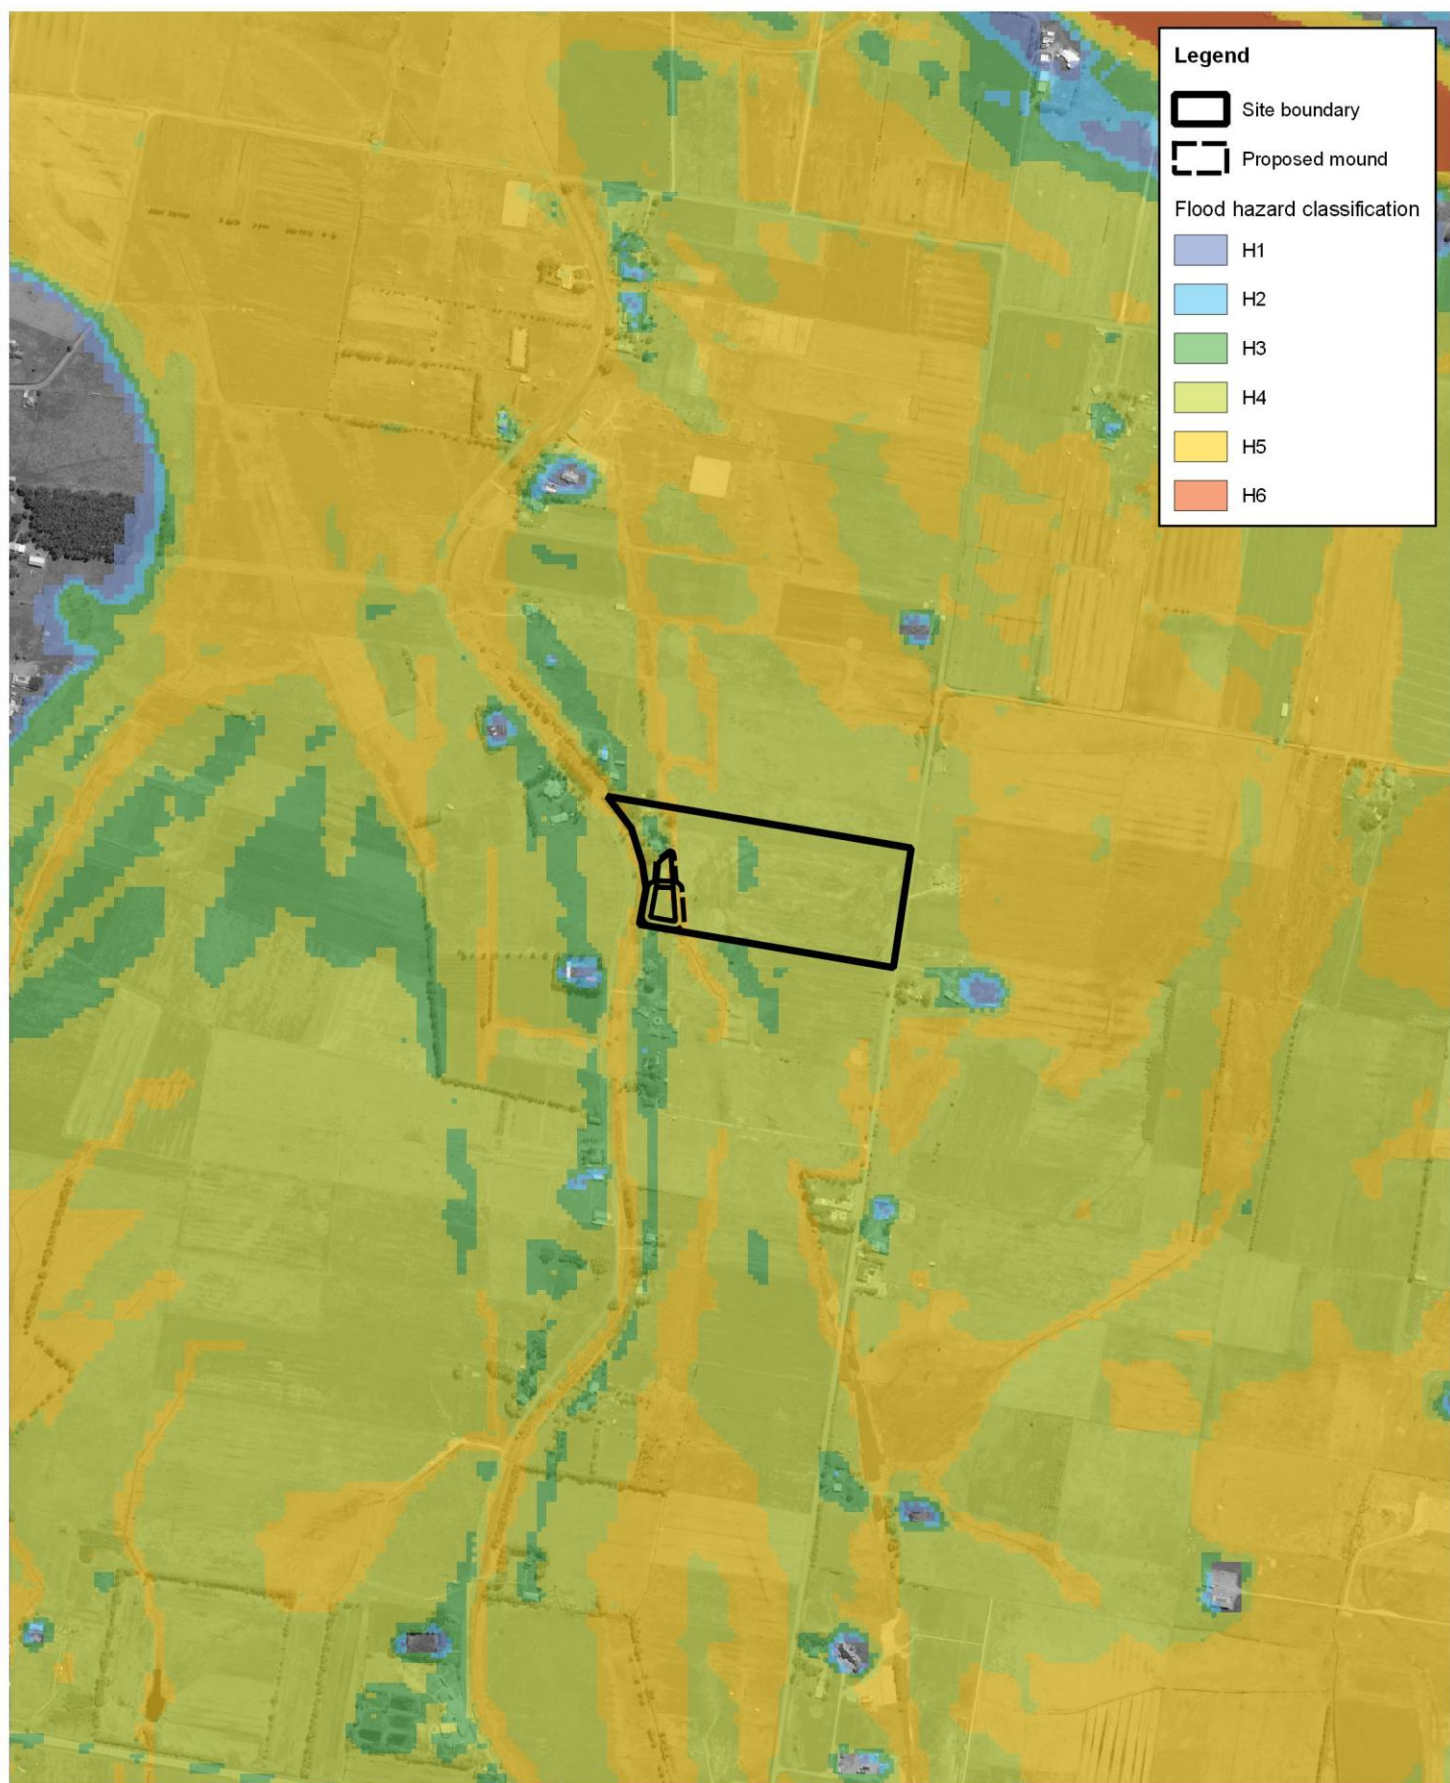 Legend
Site boundary
Proposed mound
Flood hazard classification
H1
H2
H3
H4
H5
H6